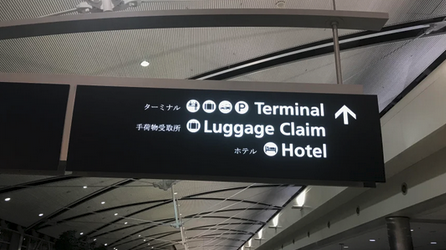 ターミナル P Terminal
手荷物受取所 Luggage Claim
ホテル Hotel